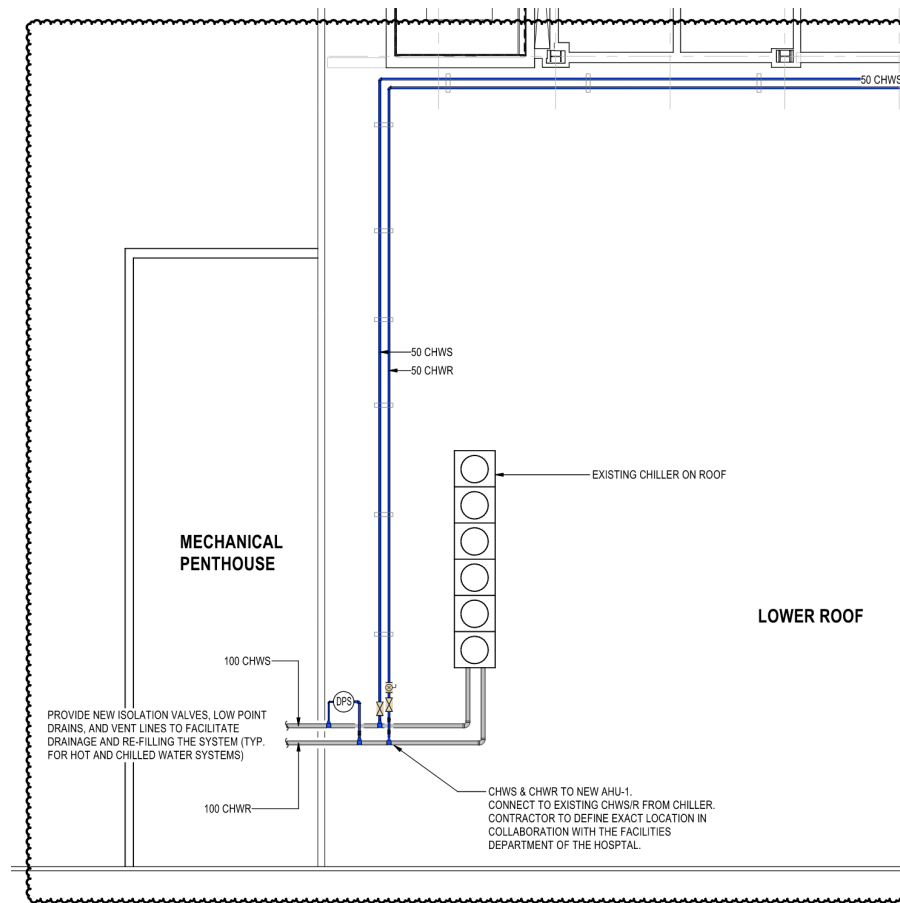 50 CHWS
50 CHWS
50 CHWR
EXISTING CHILLER ON ROOF
MECHANICAL
PENTHOUSE
LOWER ROOF
100 CHWS
DPS
PROVIDE NEW ISOLATION VALVES, LOW POINT
DRAINS, AND VENT LINES TO FACILITATE
DRAINAGE AND RE-FILLING THE SYSTEM (TYP.
FOR HOT AND CHILLED WATER SYSTEMS)
100 CHWR
CHWS & CHWR TO NEW AHU-1.
CONNECT TO EXISTING CHWS/R FROM CHILLER.
CONTRACTOR TO DEFINE EXACT LOCATION IN
COLLABORATION WITH THE FACILITIES
DEPARTMENT OF THE HOSPTAL.